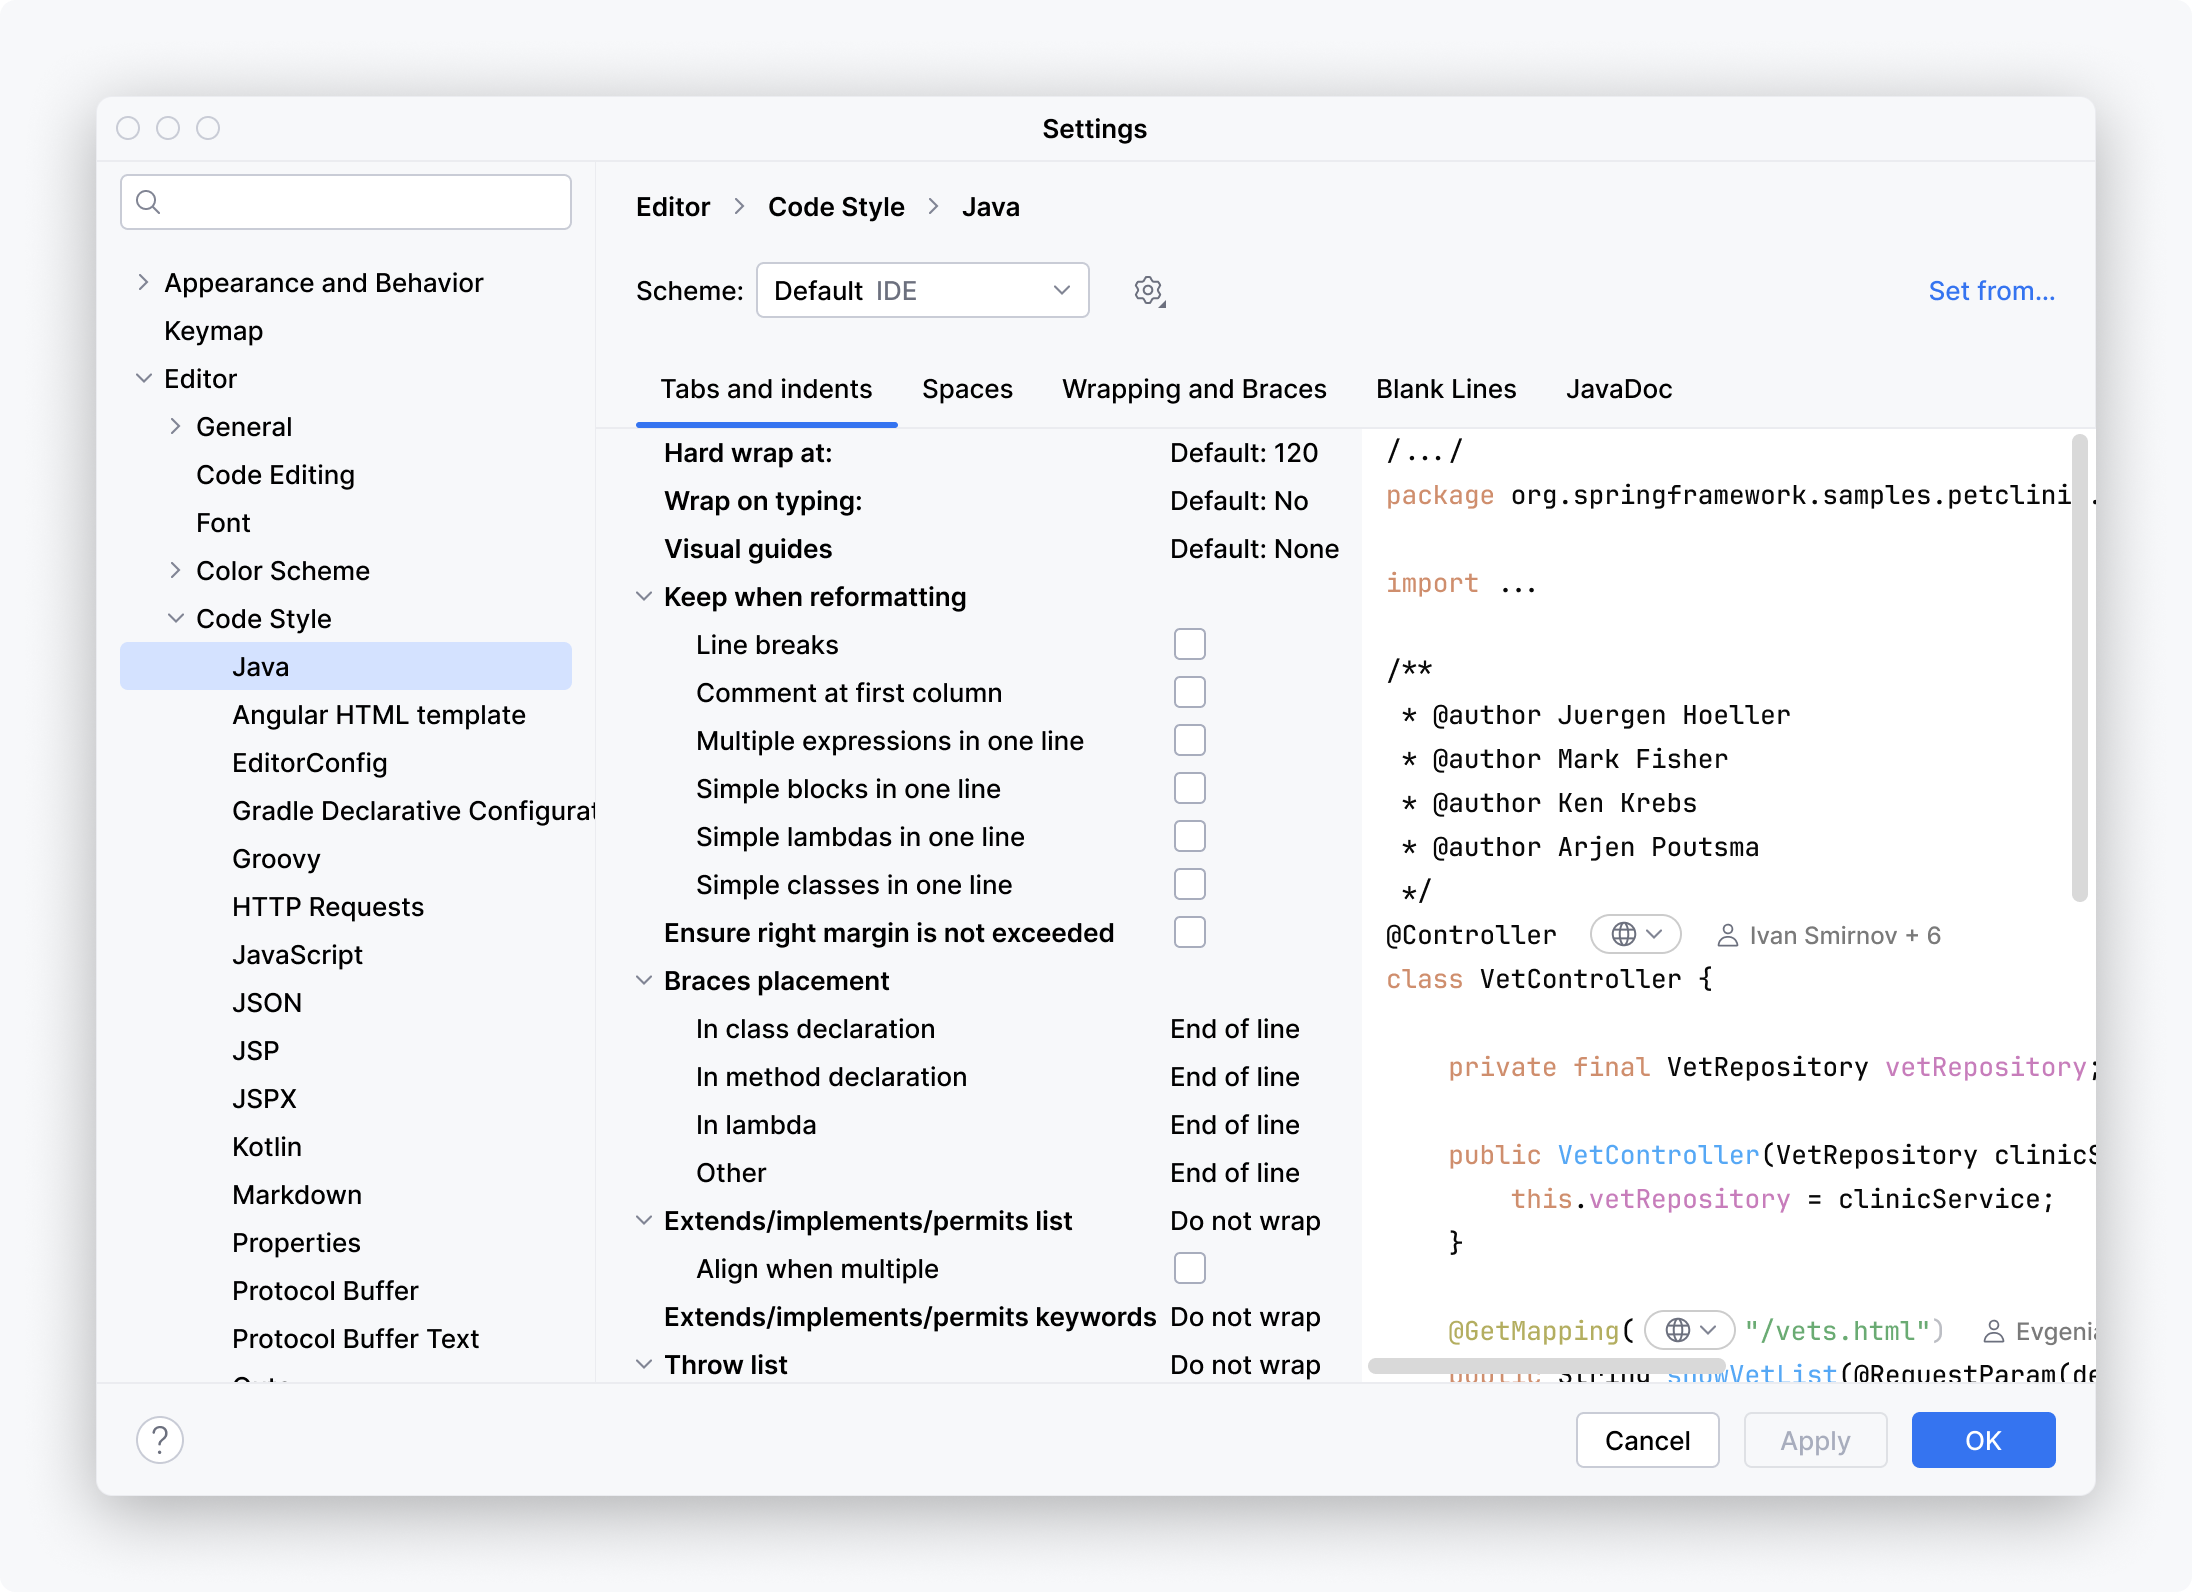 Settings
Appearance and Behavior
Keymap
Editor
General
Code Editing
Font
Color Scheme
Code Style
Java
Angular HTML template
EditorConfig
Gradle Declarative Configurat
Groovy
HTTP Requests
JavaScript
JSON
JSP
JSPX
Kotlin
Markdown
Properties
Protocol Buffer
Protocol Buffer Text
Editor > Code Style > Java
Scheme: Default IDE
Set from...
Tabs and indents Spaces Wrapping and Braces Blank Lines JavaDoc
Hard wrap at: Default: 120
Wrap on typing: Default: No
Visual guides Default: None
Keep when reformatting
Line breaks
Comment at first column
Multiple expressions in one line
Simple blocks in one line
Simple lambdas in one line
Simple classes in one line
Ensure right margin is not exceeded
Braces placement
In class declaration End of line
In method declaration End of line
In lambda End of line
Other End of line
Extends/implements/permits list Do not wrap
Align when multiple
Extends/implements/permits keywords Do not wrap
Throw list Do not wrap
/.../
package org.springframework.samples.petclini .
import ...
/**
* @author Juergen Hoeller
* @author Mark Fisher
* @author Ken Krebs
* @author Arjen Poutsma
*/
@Controller Ivan Smirnov + 6
class VetController {
private final VetRepository vetRepository;
public VetController(VetRepository clinicS
this.vetRepository = clinicService;
}
@GetMapping( "/vets.html") Evgenia
public String showVetList(@RequestParam(de
?
Cancel Apply OK